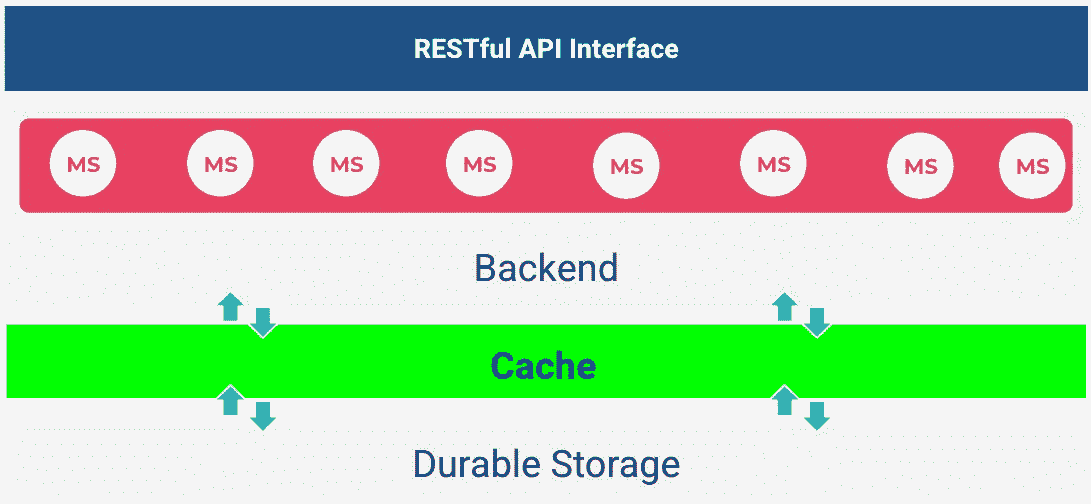 RESTful API Interface
MS MS MS MS MS MS MS MS
Backend
Cache
Durable Storage